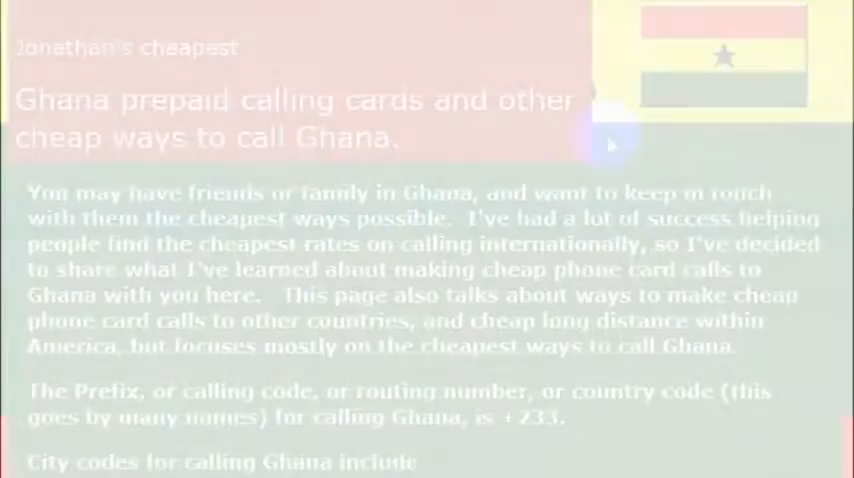 Jonathan's cheapest
Ghana prepaid calling cards and other
cheap ways to call Ghana.
You may have friends or family in Ghana, and want to keep in touch
with them the cheapest ways possible. I've had a lot of success helping
people find the cheapest rates on calling internationally, so I've decided
to share what I've learned about making cheap phone card calls to
Ghana with you here. This page also talks about ways to make cheap
phone card calls to other countries, and cheap long distance within
America, but focuses mostly on the cheapest ways to call Ghana.
The Prefix, or calling code, or routing number, or country code (this
goes by many names) for calling Ghana, is +233.
City codes for calling Ghana include